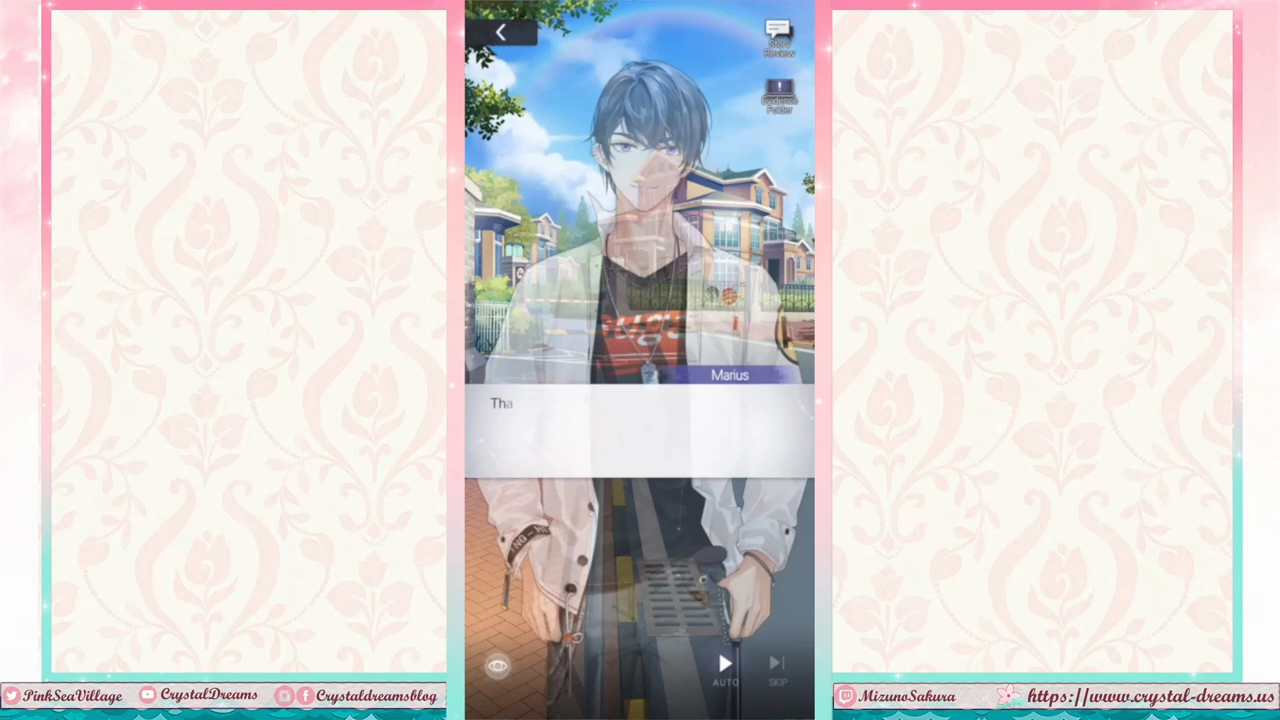 Story
Review
Evidence
Folder
Marius
Tha
AUTO
SKIP
PinkSeaVillage
CrystalDreams
Crystaldreamsblog
MizunoSakura
https://www.crystal-dreams.us